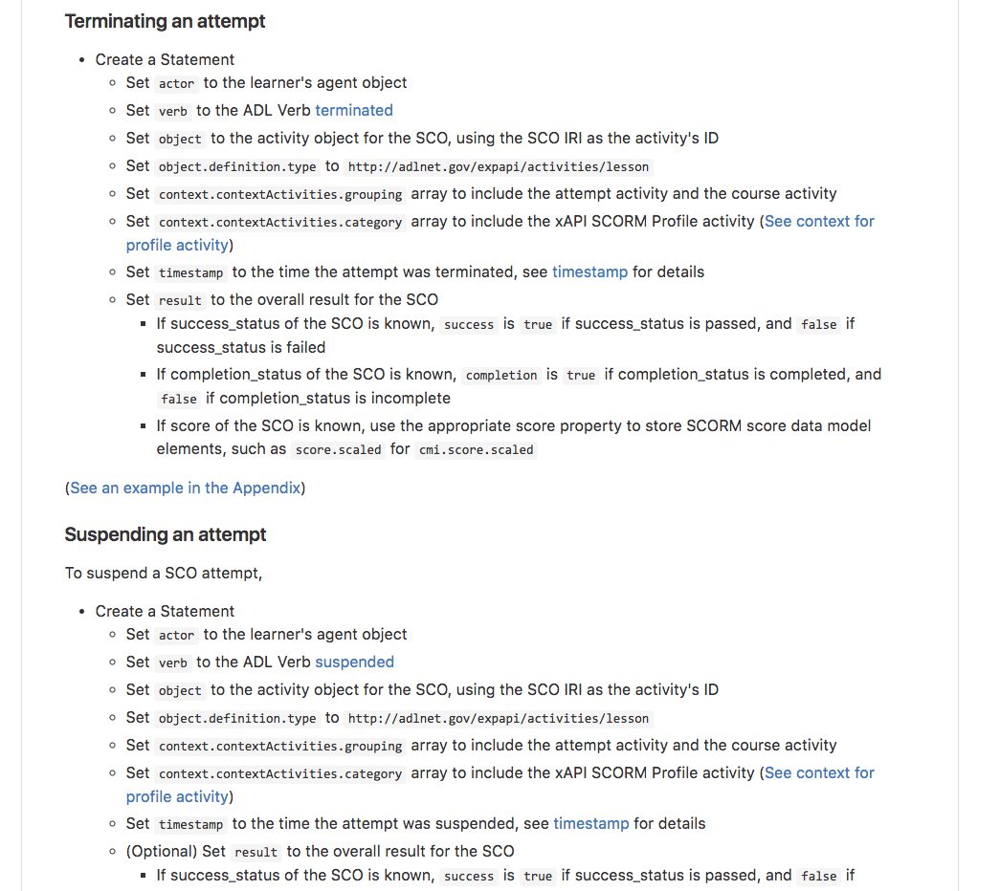 Terminating an attempt
• Create a Statement
◦ Set actor to the learner's agent object
◦ Set verb to the ADL Verb terminated
◦ Set object to the activity object for the SCO, using the SCO IRI as the activity's ID
◦ Set object.definition.type to http://adlnet.gov/expapi/activities/lesson
◦ Set context.contextActivities.grouping array to include the attempt activity and the course activity
◦ Set context.contextActivities.category array to include the xAPI SCORM Profile activity (See context for
profile activity)
◦ Set timestamp to the time the attempt was terminated, see timestamp for details
◦ Set result to the overall result for the SCO
▪ If success_status of the SCO is known, success is true if success_status is passed, and false if
success_status is failed
▪ If completion_status of the SCO is known, completion is true if completion_status is completed, and
false if completion_status is incomplete
▪ If score of the SCO is known, use the appropriate score property to store SCORM score data model
elements, such as score.scaled for cmi.score.scaled
(See an example in the Appendix)
Suspending an attempt
To suspend a SCO attempt,
• Create a Statement
◦ Set actor to the learner's agent object
◦ Set verb to the ADL Verb suspended
◦ Set object to the activity object for the SCO, using the SCO IRI as the activity's ID
◦ Set object.definition.type to http://adlnet.gov/expapi/activities/lesson
◦ Set context.contextActivities.grouping array to include the attempt activity and the course activity
◦ Set context.contextActivities.category array to include the xAPI SCORM Profile activity (See context for
profile activity)
◦ Set timestamp to the time the attempt was suspended, see timestamp for details
◦ (Optional) Set result to the overall result for the SCO
▪ If success_status of the SCO is known, success is true if success_status is passed, and false if